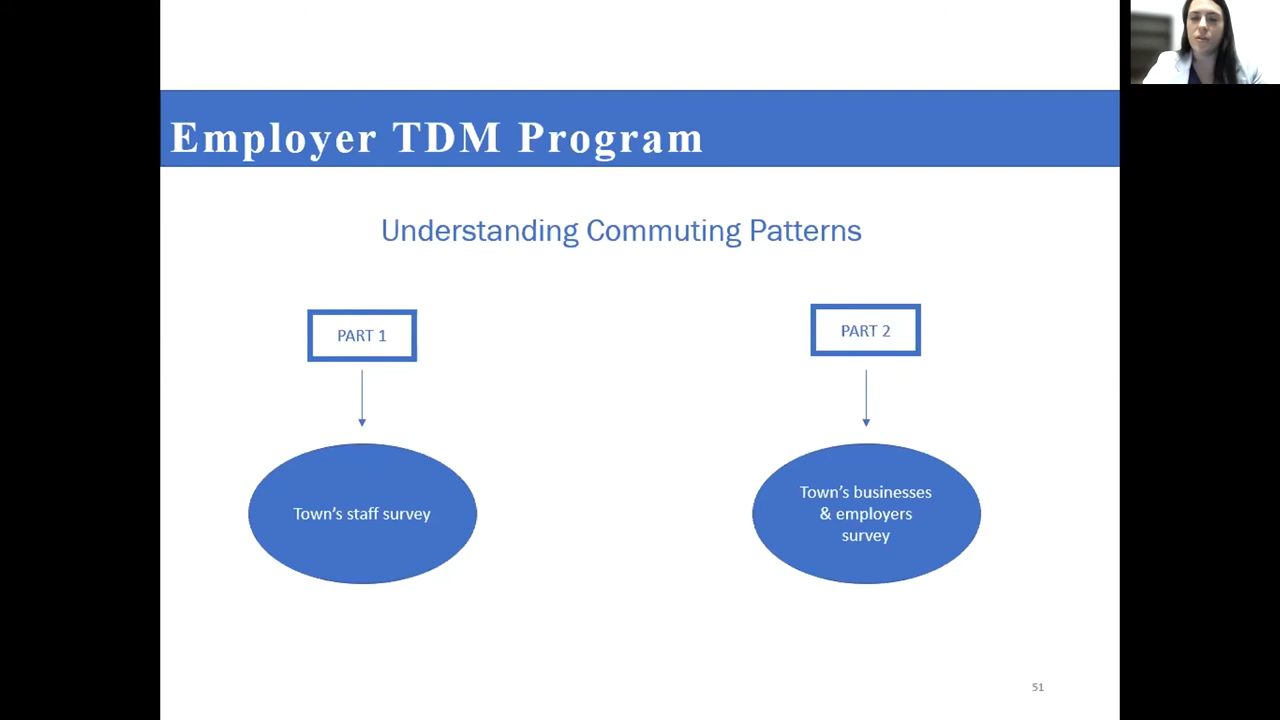 Employer TDM Program
Understanding Commuting Patterns
PART 1
Town’s staff survey
PART 2
Town’s businesses
& employers
survey
51